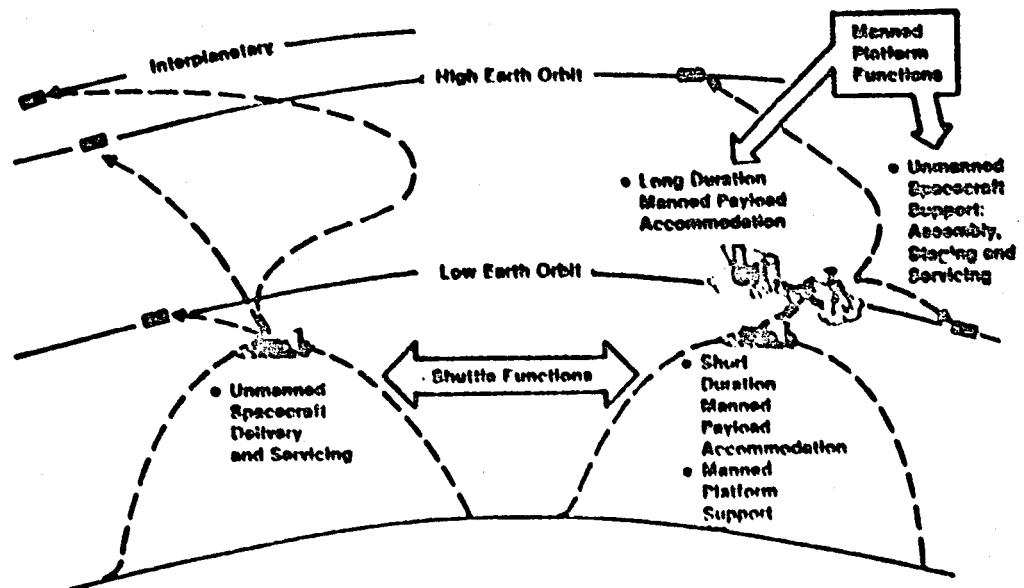 Interplanetary
High Earth Orbit
Manned
Platform
Functions
• Long Duration
Manned Payload
Accommodation
• Unmanned
Spacecraft
Support:
Assembly,
Staging and
Servicing
Low Earth Orbit
Shuttle Functions
• Unmanned
Spacecraft
Delivery
and Servicing
• Short
Duration
Manned
Payload
Accommodation
• Manned
Platform
Support